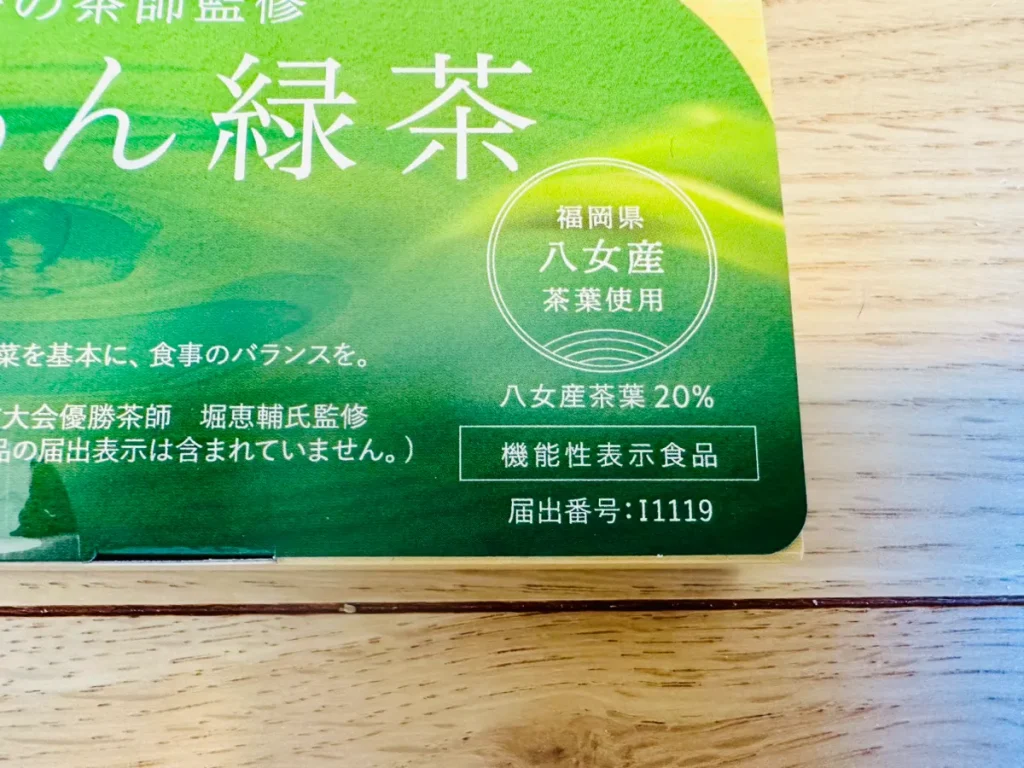 の茶師監修
ん緑茶
福岡県
八女産
茶葉使用
菜を基本に、食事のバランスを。
八女産茶葉20%
大会優勝茶師 堀恵輔氏監修
品の届出表示は含まれていません。)
機能性表示食品
届出番号:I1119